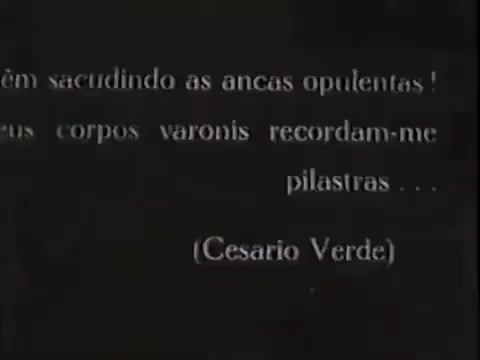 êm sacudindo as ancas opulentas!
eus corpos varonis recordam-me
pilastras...
(Cesario Verde)